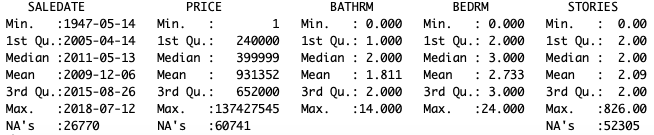 SALEDATE PRICE BATHRM BEDRM STORIES
Min. :1947-05-14 Min. : 1 Min. : 0.000 Min. : 0.000 Min. : 0.00
1st Qu.:2005-04-14 1st Qu.: 240000 1st Qu.: 1.000 1st Qu.: 2.000 1st Qu.: 2.00
Median :2011-05-13 Median : 399999 Median : 2.000 Median : 3.000 Median : 2.00
Mean :2009-12-06 Mean : 931352 Mean : 1.811 Mean : 2.733 Mean : 2.09
3rd Qu.:2015-08-26 3rd Qu.: 652000 3rd Qu.: 2.000 3rd Qu.: 3.000 3rd Qu.: 2.00
Max. :2018-07-12 Max. :137427545 Max. :14.000 Max. :24.000 Max. :826.00
NA's :26770 NA's :60741 NA's :52305